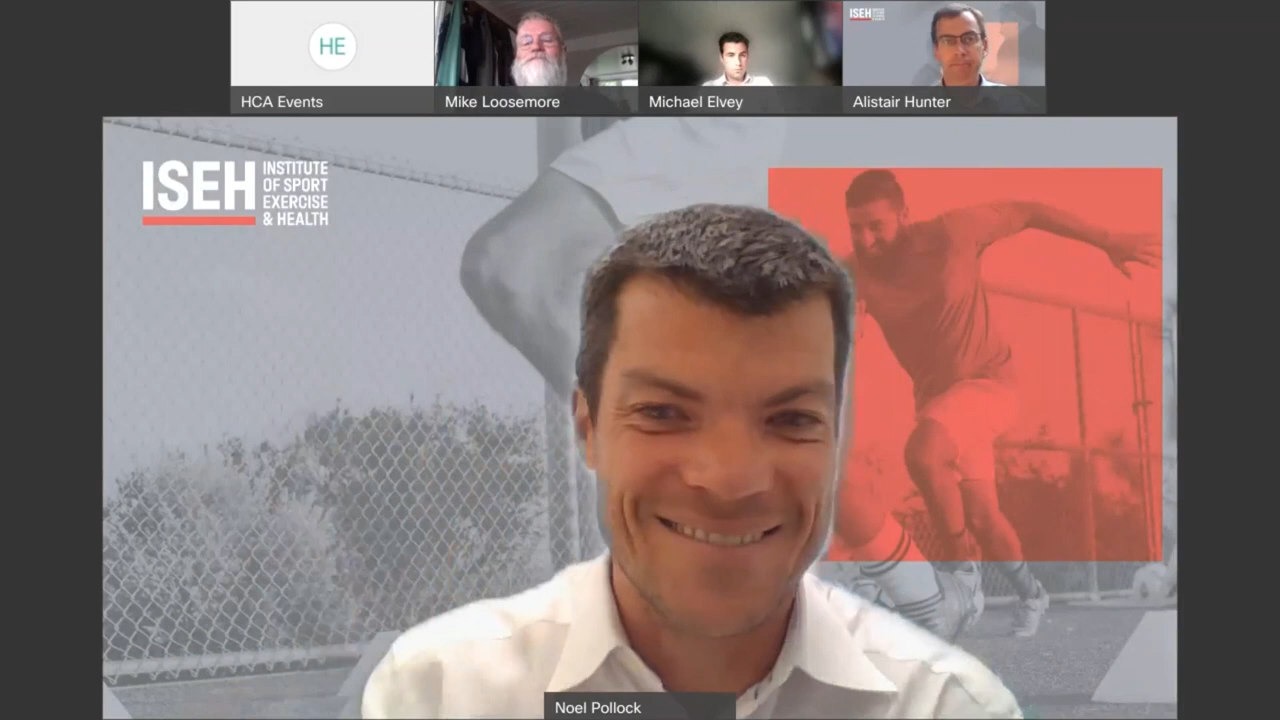 HE
HCA Events
Mike Loosemore
Michael Elvey
ISEH
Alistair Hunter
ISEH
INSTITUTE
OF SPORT
EXERCISE
& HEALTH
Noel Pollock